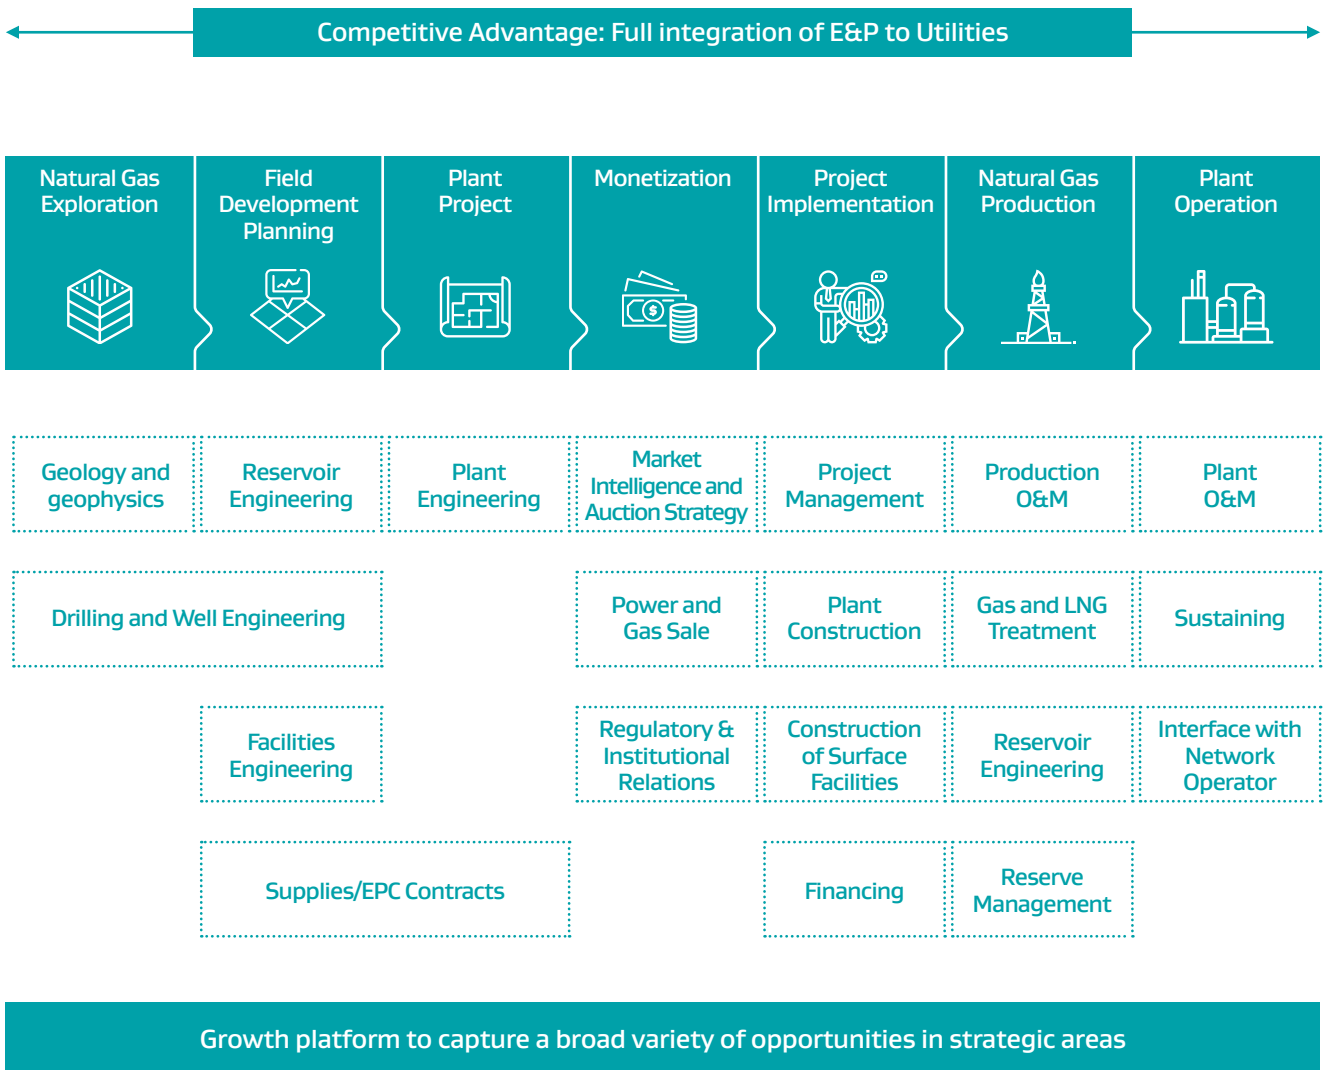 Competitive Advantage: Full integration of E&P to Utilities
Natural Gas
Exploration
Field
Development
Planning
Plant
Project
Monetization
Project
Implementation
Natural Gas
Production
Plant
Operation
Geology and
geophysics
Reservoir
Engineering
Plant
Engineering
Market
Intelligence and
Auction Strategy
Project
Management
Production
O&M
Plant
O&M
Drilling and Well Engineering
Power and
Gas Sale
Plant
Construction
Gas and LNG
Treatment
Sustaining
Facilities
Engineering
Regulatory &
Institutional
Relations
Construction
of Surface
Facilities
Reservoir
Engineering
Interface with
Network
Operator
Supplies/EPC Contracts
Financing
Reserve
Management
Growth platform to capture a broad variety of opportunities in strategic areas